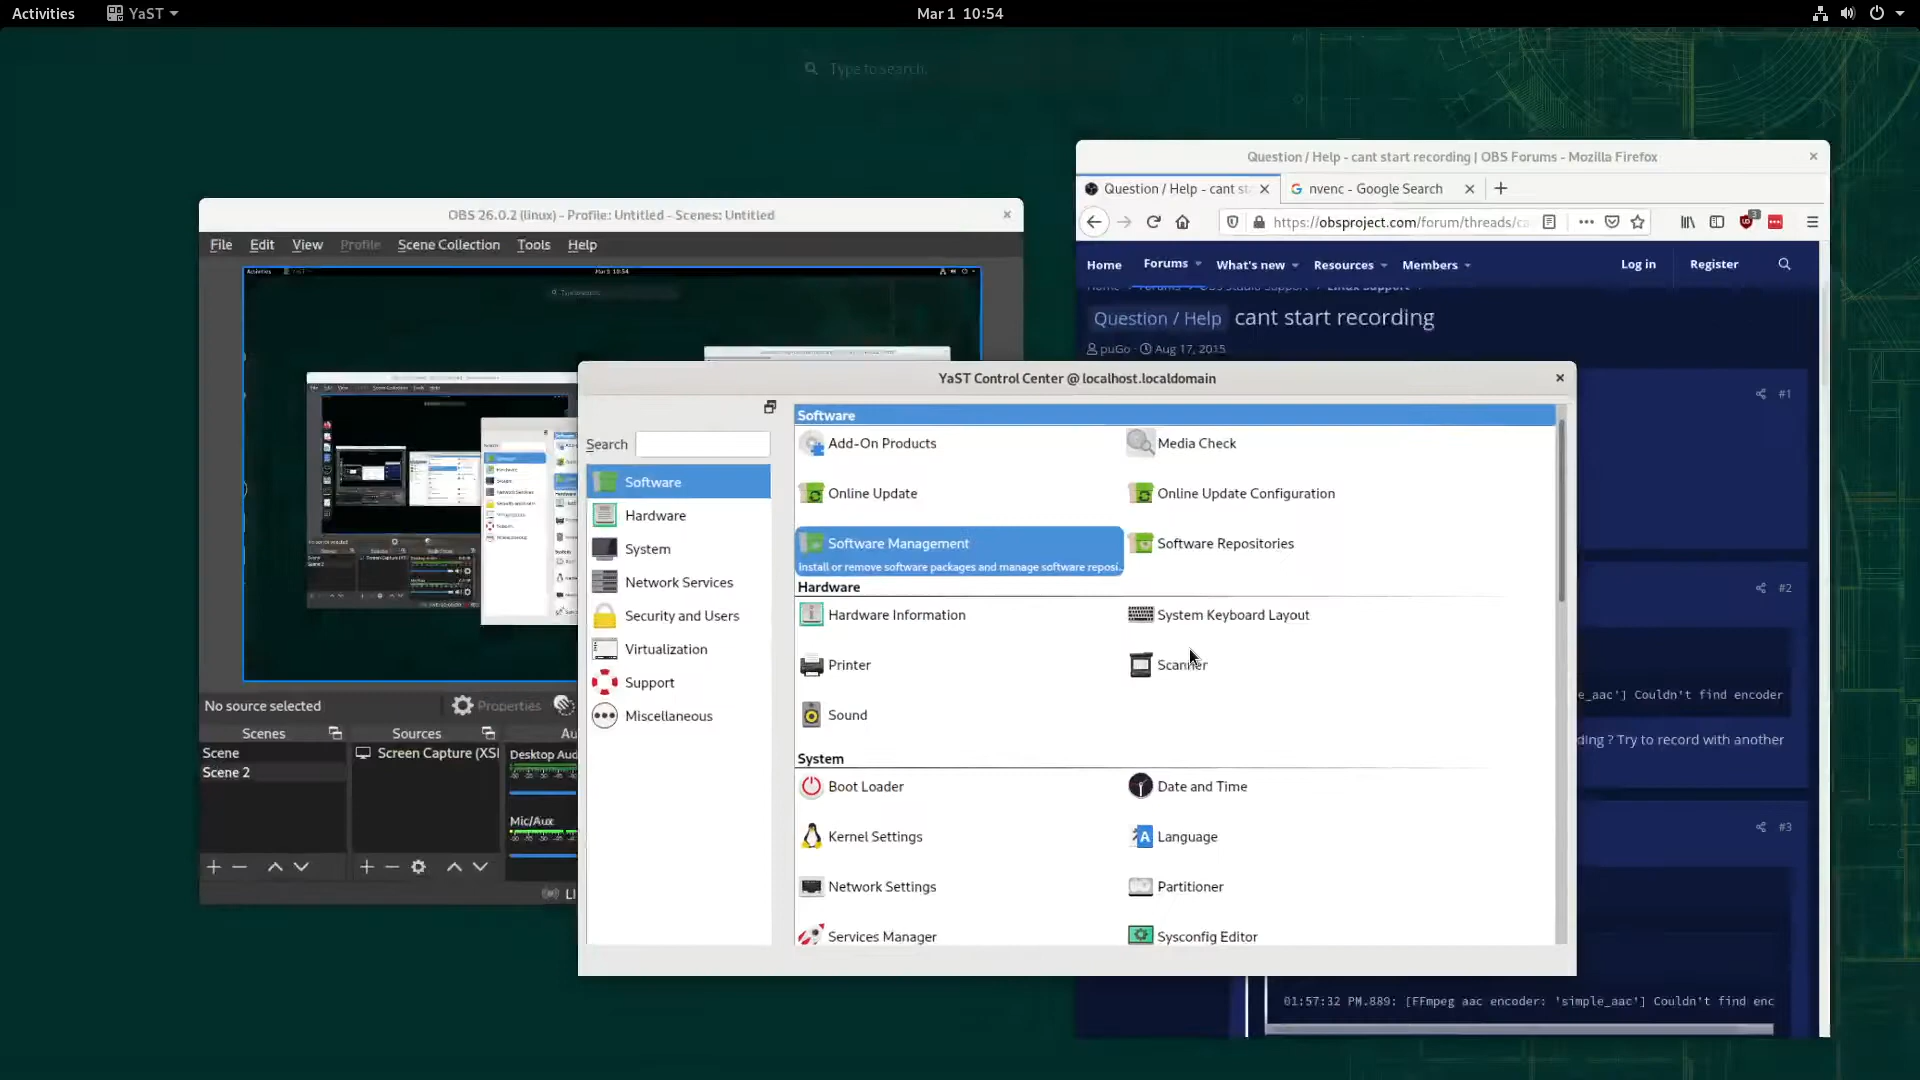 Activities
YaST
Mar 1 10:54
Type to search.
Question / Help - cant start recording | OBS Forums - Mozilla Firefox
Question / Help - cant st
nvenc - Google Search
https://obsproject.com/forum/threads/ca
3
Home
Forums
What's new
Resources
Members
Log in
Register
Question / Help cant start recording
puGo · Aug 17, 2015
#1
#2
e_aac'] Couldn't find encoder
ding ? Try to record with another
#3
01:57:32 PM.889: [FFmpeg aac encoder: 'simple_aac'] Couldn't find enc
OBS 26.0.2 (linux) - Profile: Untitled - Scenes: Untitled
File
Edit
View
Profile
Scene Collection
Tools
Help
No source selected
Properties
Scenes
Sources
Au
Scene
Scene 2
Screen Capture (XS
Desktop Aud
Mic/Aux
LI
YaST Control Center @ localhost.localdomain
Search
Software
Hardware
System
Network Services
Security and Users
Virtualization
Support
Miscellaneous
Software
Add-On Products
Media Check
Online Update
Online Update Configuration
Software Management
Install or remove software packages and manage software reposi..
Software Repositories
Hardware
Hardware Information
System Keyboard Layout
Printer
Scanner
Sound
System
Boot Loader
Date and Time
Kernel Settings
Language
Network Settings
Partitioner
Services Manager
Sysconfig Editor